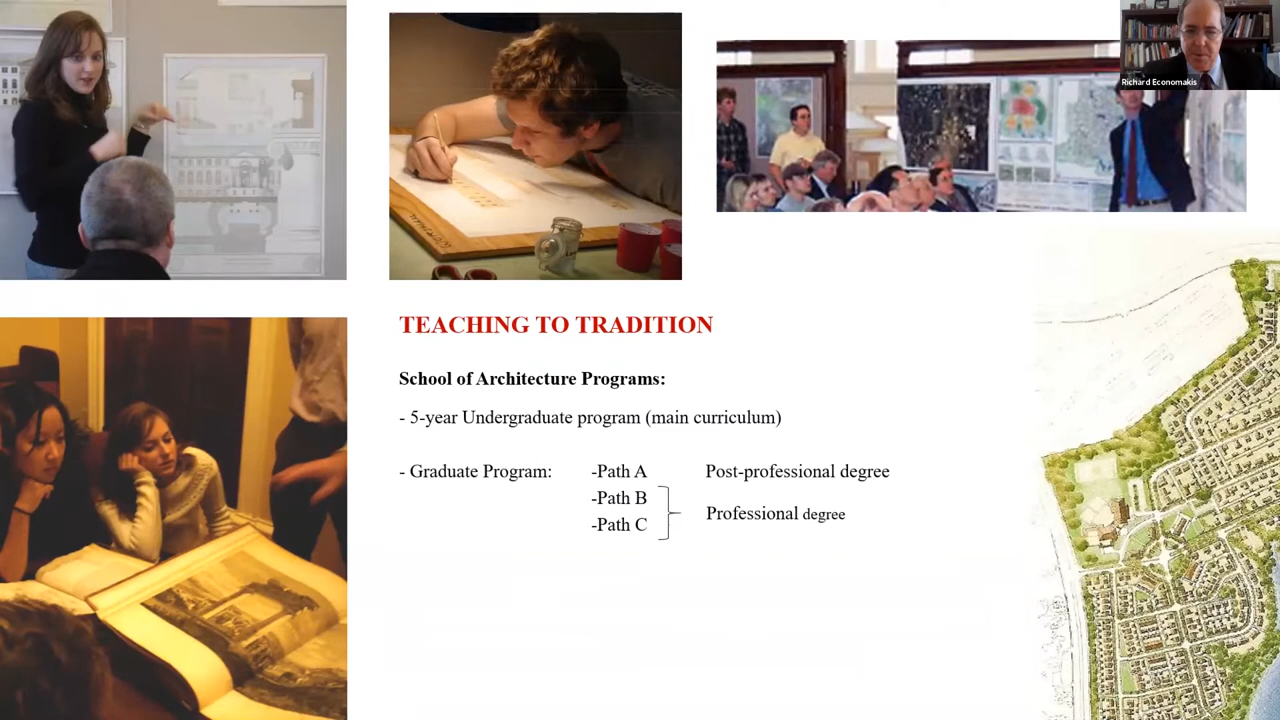 Richard Economakis
TEACHING TO TRADITION
School of Architecture Programs:
- 5-year Undergraduate program (main curriculum)
- Graduate Program: -Path A Post-professional degree
-Path B
-Path C
Professional degree